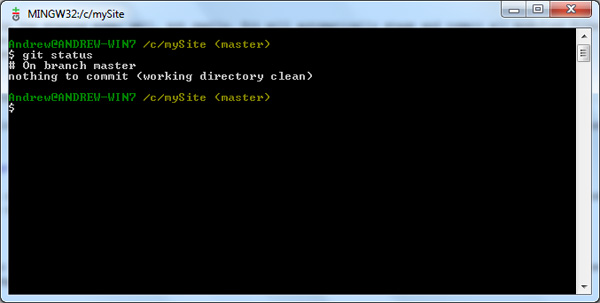 MINGW32:/c/mySite
Andrew@ANDREW-WIN7 /c/mySite (master)
$ git status
# On branch master
nothing to commit (working directory clean)
Andrew@ANDREW-WIN7 /c/mySite (master)
$